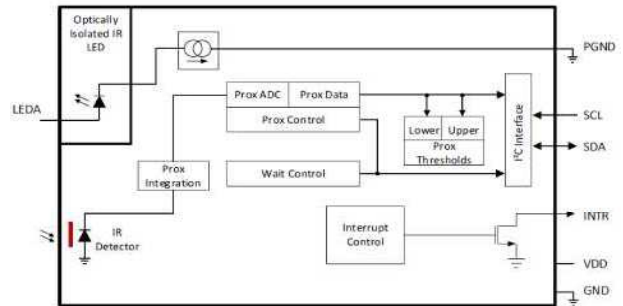 Optically
Isolated IR
LED
PGND
LEDA
Prox ADC
Prox Data
Prox Control
SCL
Lower
Upper
Prox
Thresholds
I²C Interface
SDA
Prox
Integration
Wait Control
INTR
IR
Detector
Interrupt
Control
VDD
GND